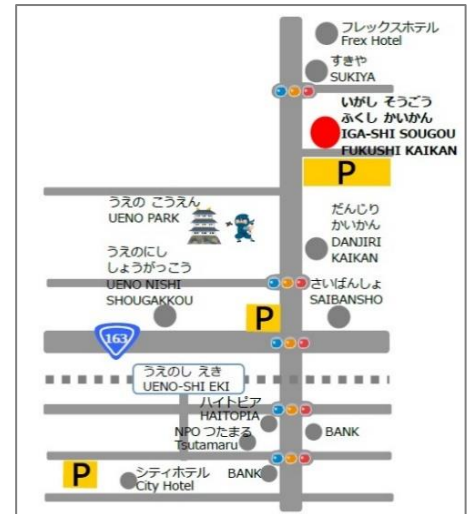 フレックスホテル
Frex Hotel
すきや
SUKIYA
いがし そうごう
ふくし かいかん
IGA-SHI SOUGOU
FUKUSHI KAIKAN
P
うえの こうえん
UENO PARK
だんじり
かいかん
DANJIRI
KAIKAN
うえのにし
しょうがっこう
UENO NISHI
SHOUGAKKOU
さいばんしょ
SAIBANSHO
P
163
うえのし えき
UENO-SHI EKI
ハイトピア
HAITOPIA
NPO つたまる
Tsutamaru
BANK
P
シティホテル
City Hotel
BANK